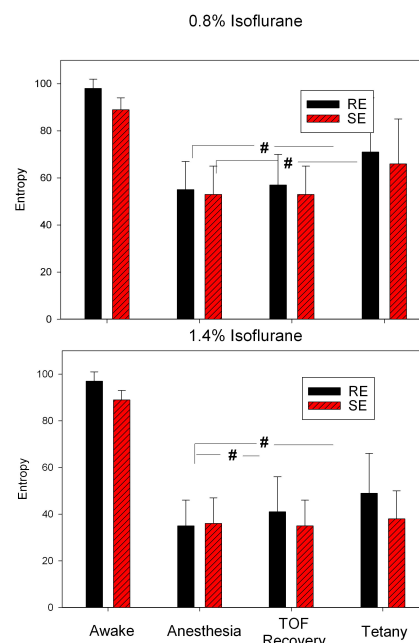 0.8% Isoflurane
100
80
60
40
20
0
Entropy
RE
SE
#
#
1.4% Isoflurane
100
80
60
40
20
0
Entropy
RE
SE
#
#
Awake
Anesthesia
TOF
Recovery
Tetany